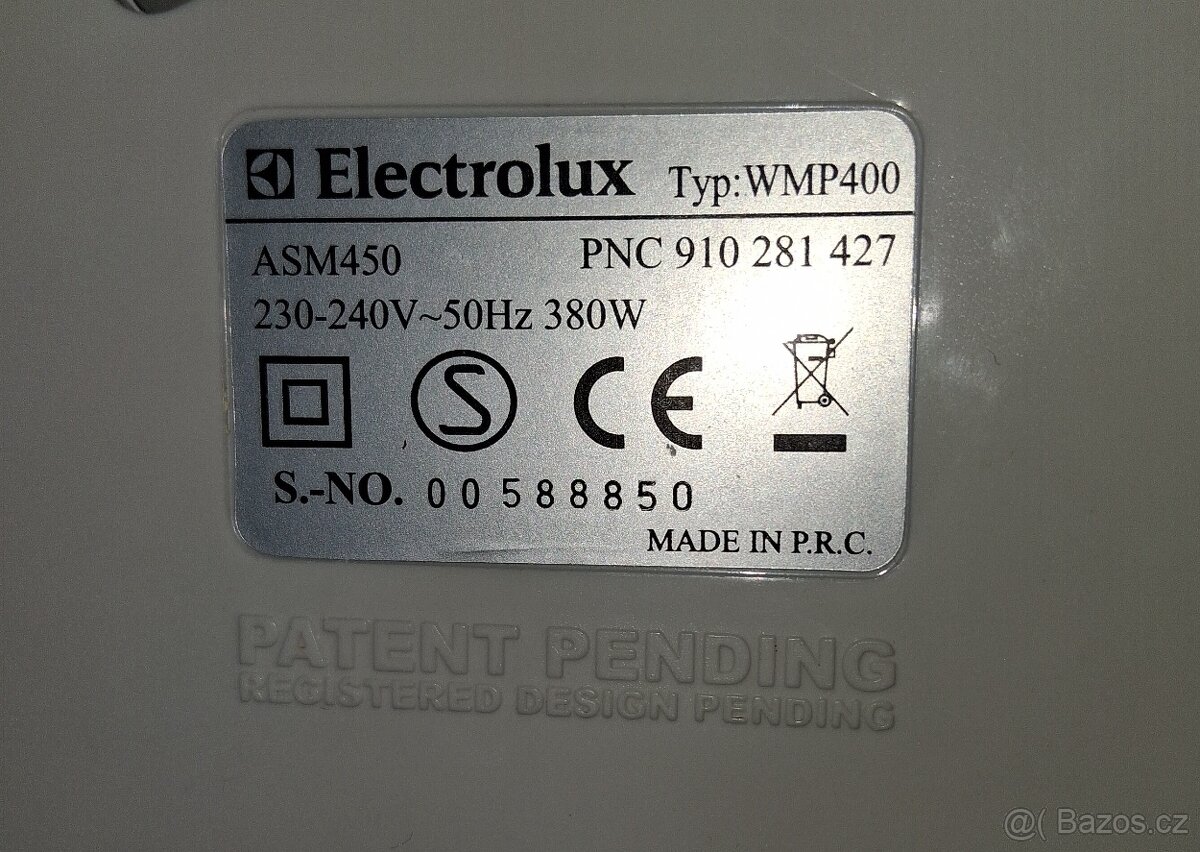 Electrolux Typ:WMP400
ASM450 PNC 910 281 427
230-240V~50Hz 380W
S CE
S.-NO. 00588850
MADE IN P.R.C.
PATENT PENDING
REGISTERED DESIGN PENDING
@( Bazos.cz